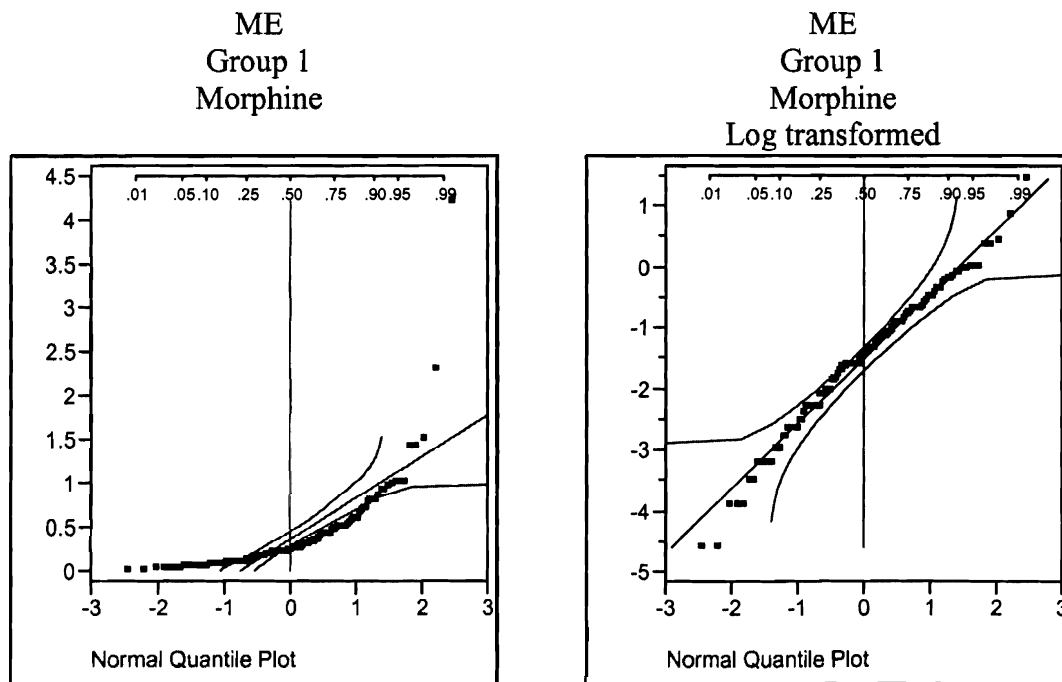 ME
Group 1
Morphine
4.5
4
3.5
3
2.5
2
1.5
1
0.5
0
.01 .05 .10 .25 .50 .75 .90 .95 .99
-3 -2 -1 0 1 2 3
Normal Quantile Plot
ME
Group 1
Morphine
Log transformed
1
0
-1
-2
-3
-4
-5
.01 .05 .10 .25 .50 .75 .90 .95 .99
-3 -2 -1 0 1 2 3
Normal Quantile Plot